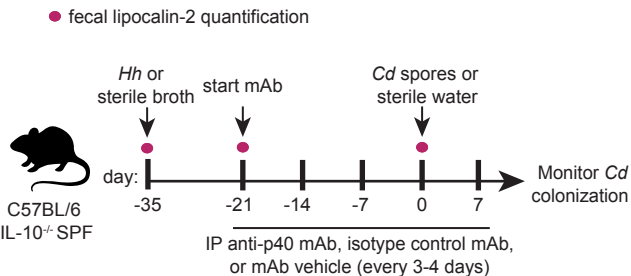 fecal lipocalin-2 quantification
Hh or
sterile broth
start mAb
Cd spores or
sterile water
day:
-35
-21
-14
-7
0
7
Monitor Cd
colonization
C57BL/6
IL-10⁻/⁻ SPF
IP anti-p40 mAb, isotype control mAb,
or mAb vehicle (every 3-4 days)